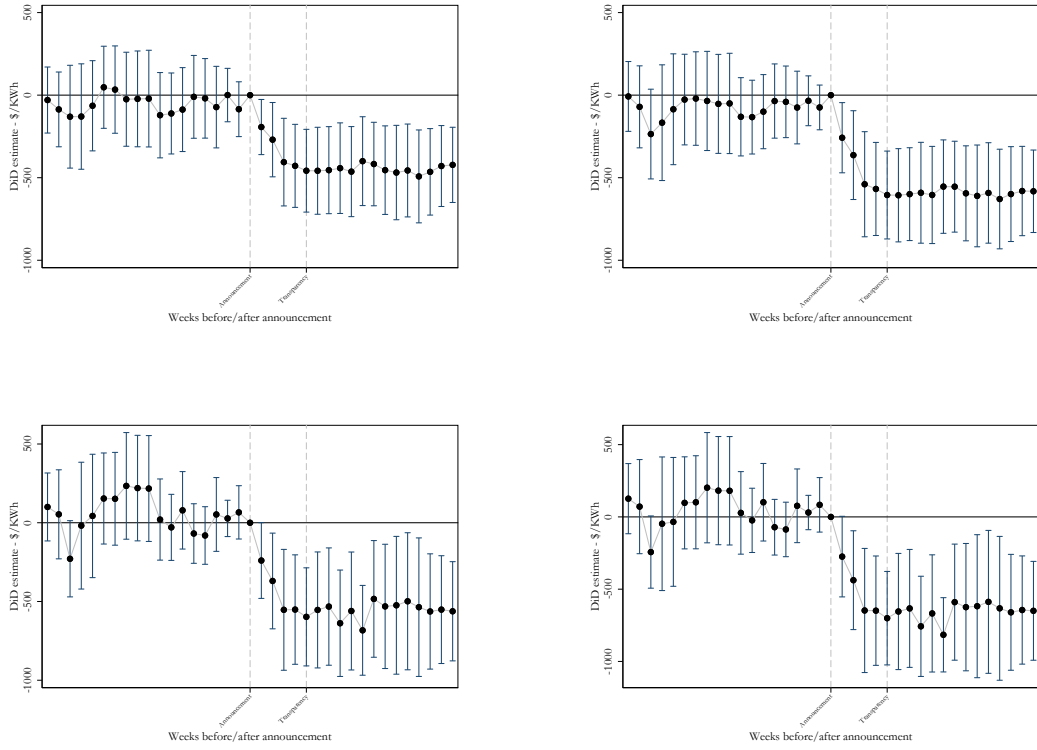 500
0
-500
-1000
DiD estimate - $/KWh
Announcement
Transparency
Weeks before/after announcement
500
0
-500
-1000
DiD estimate - $/KWh
Announcement
Transparency
Weeks before/after announcement
500
0
-500
-1000
DiD estimate - $/KWh
Announcement
Transparency
Weeks before/after announcement
500
0
-500
-1000
DiD estimate - $/KWh
Announcement
Transparency
Weeks before/after announcement